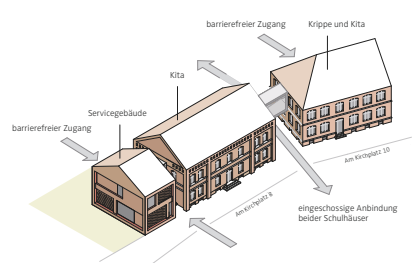 barrierefreier Zugang
Krippe und Kita
Kita
Servicegebäude
barrierefreier Zugang
Am Kirchplatz 10
Am Kirchplatz 8
eingeschossige Anbindung
beider Schulhäuser